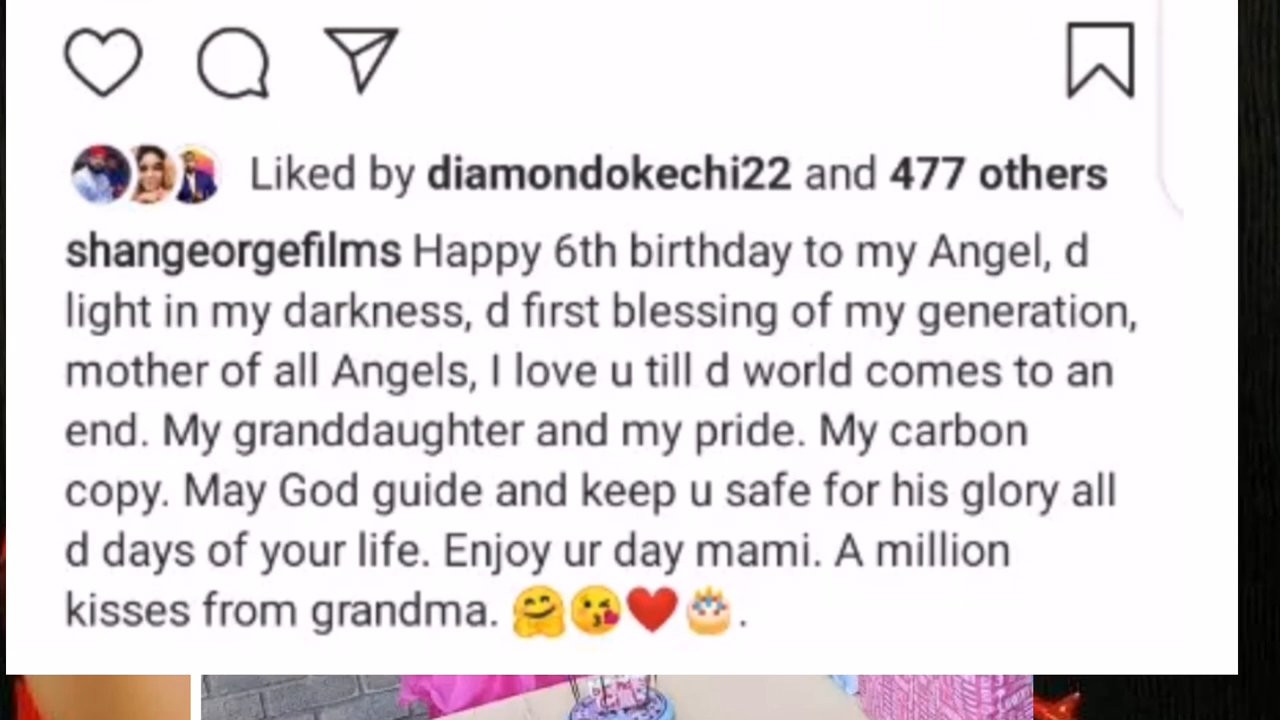 Liked by diamondokechi22 and 477 others
shangeorgefilms Happy 6th birthday to my Angel, d
light in my darkness, d first blessing of my generation,
mother of all Angels, I love u till d world comes to an
end. My granddaughter and my pride. My carbon
copy. May God guide and keep u safe for his glory all
d days of your life. Enjoy ur day mami. A million
kisses from grandma. 🤗😘❤️🎂.